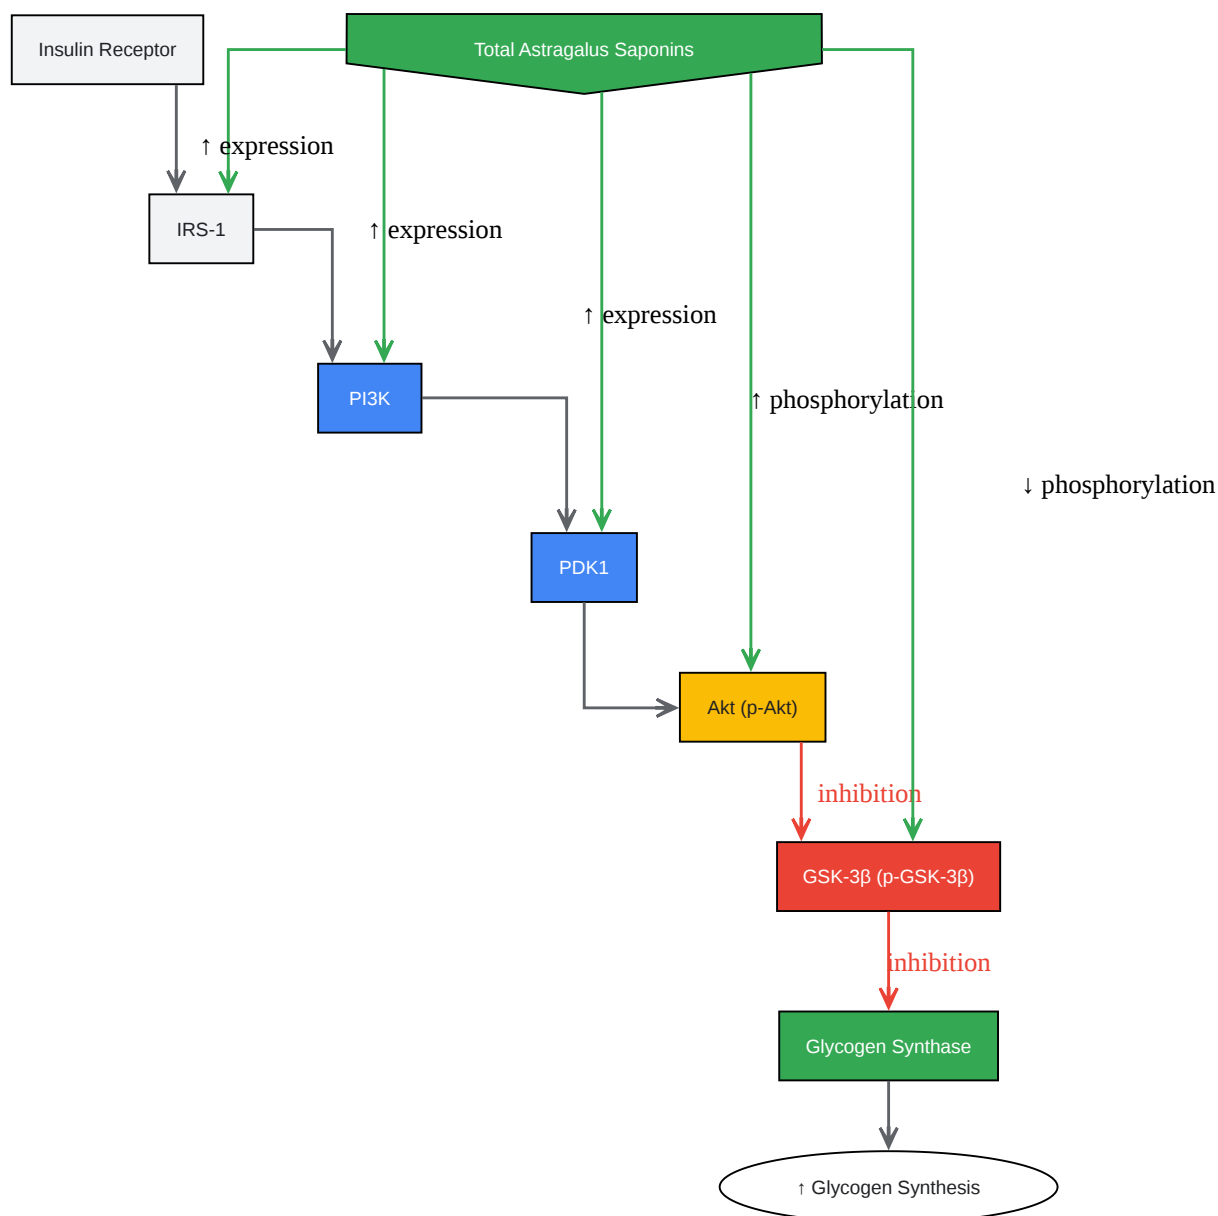 Insulin Receptor
Total Astragalus Saponins
↑ expression
IRS-1
↑ expression
↑ expression
PI3K
↑ phosphorylation
↓ phosphorylation
PDK1
Akt (p-Akt)
inhibition
GSK-3β (p-GSK-3β)
inhibition
Glycogen Synthase
↑ Glycogen Synthesis